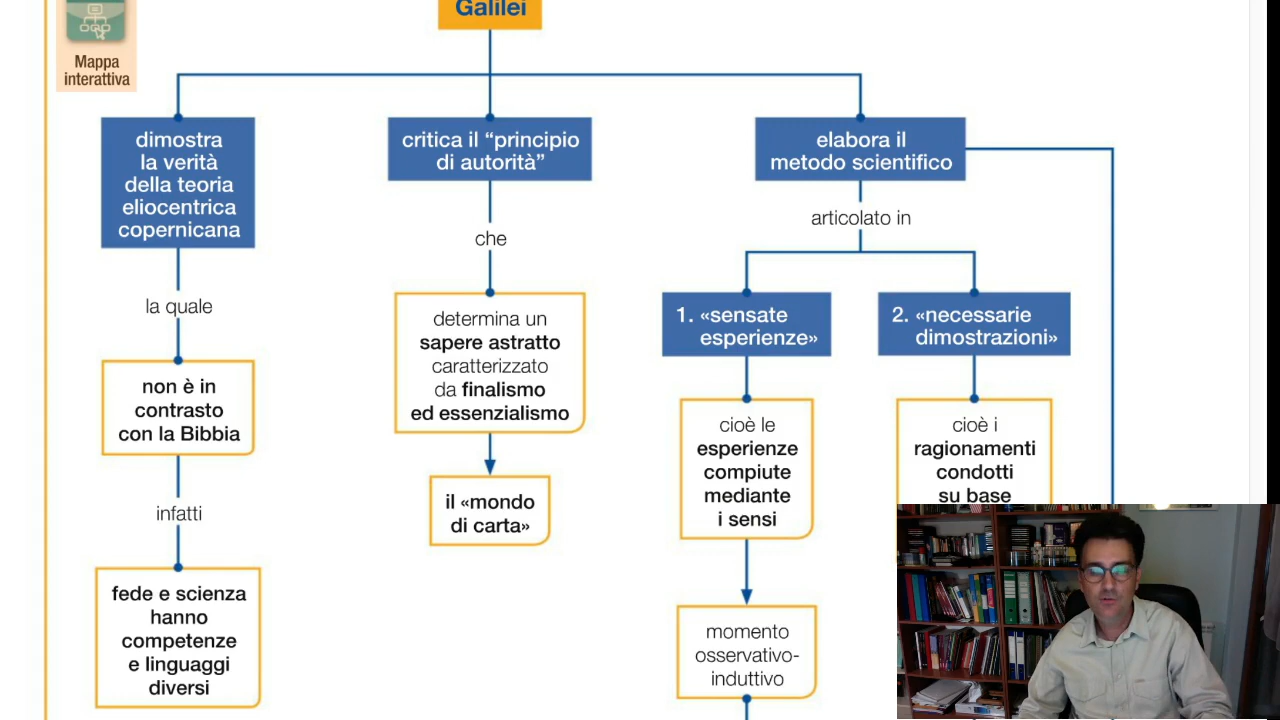 Galilei
Mappa
interattiva
dimostra
la verità
della teoria
eliocentrica
copernicana
critica il “principio
di autorità”
elabora il
metodo scientifico
la quale
che
articolato in
non è in
contrasto
con la Bibbia
determina un
sapere astratto
caratterizzato
da finalismo
ed essenzialismo
1. «sensate
esperienze»
2. «necessarie
dimostrazioni»
infatti
il «mondo
di carta»
cioè le
esperienze
compiute
mediante
i sensi
cioè i
ragionamenti
condotti
su base
fede e scienza
hanno
competenze
e linguaggi
diversi
momento
osservativo-
induttivo